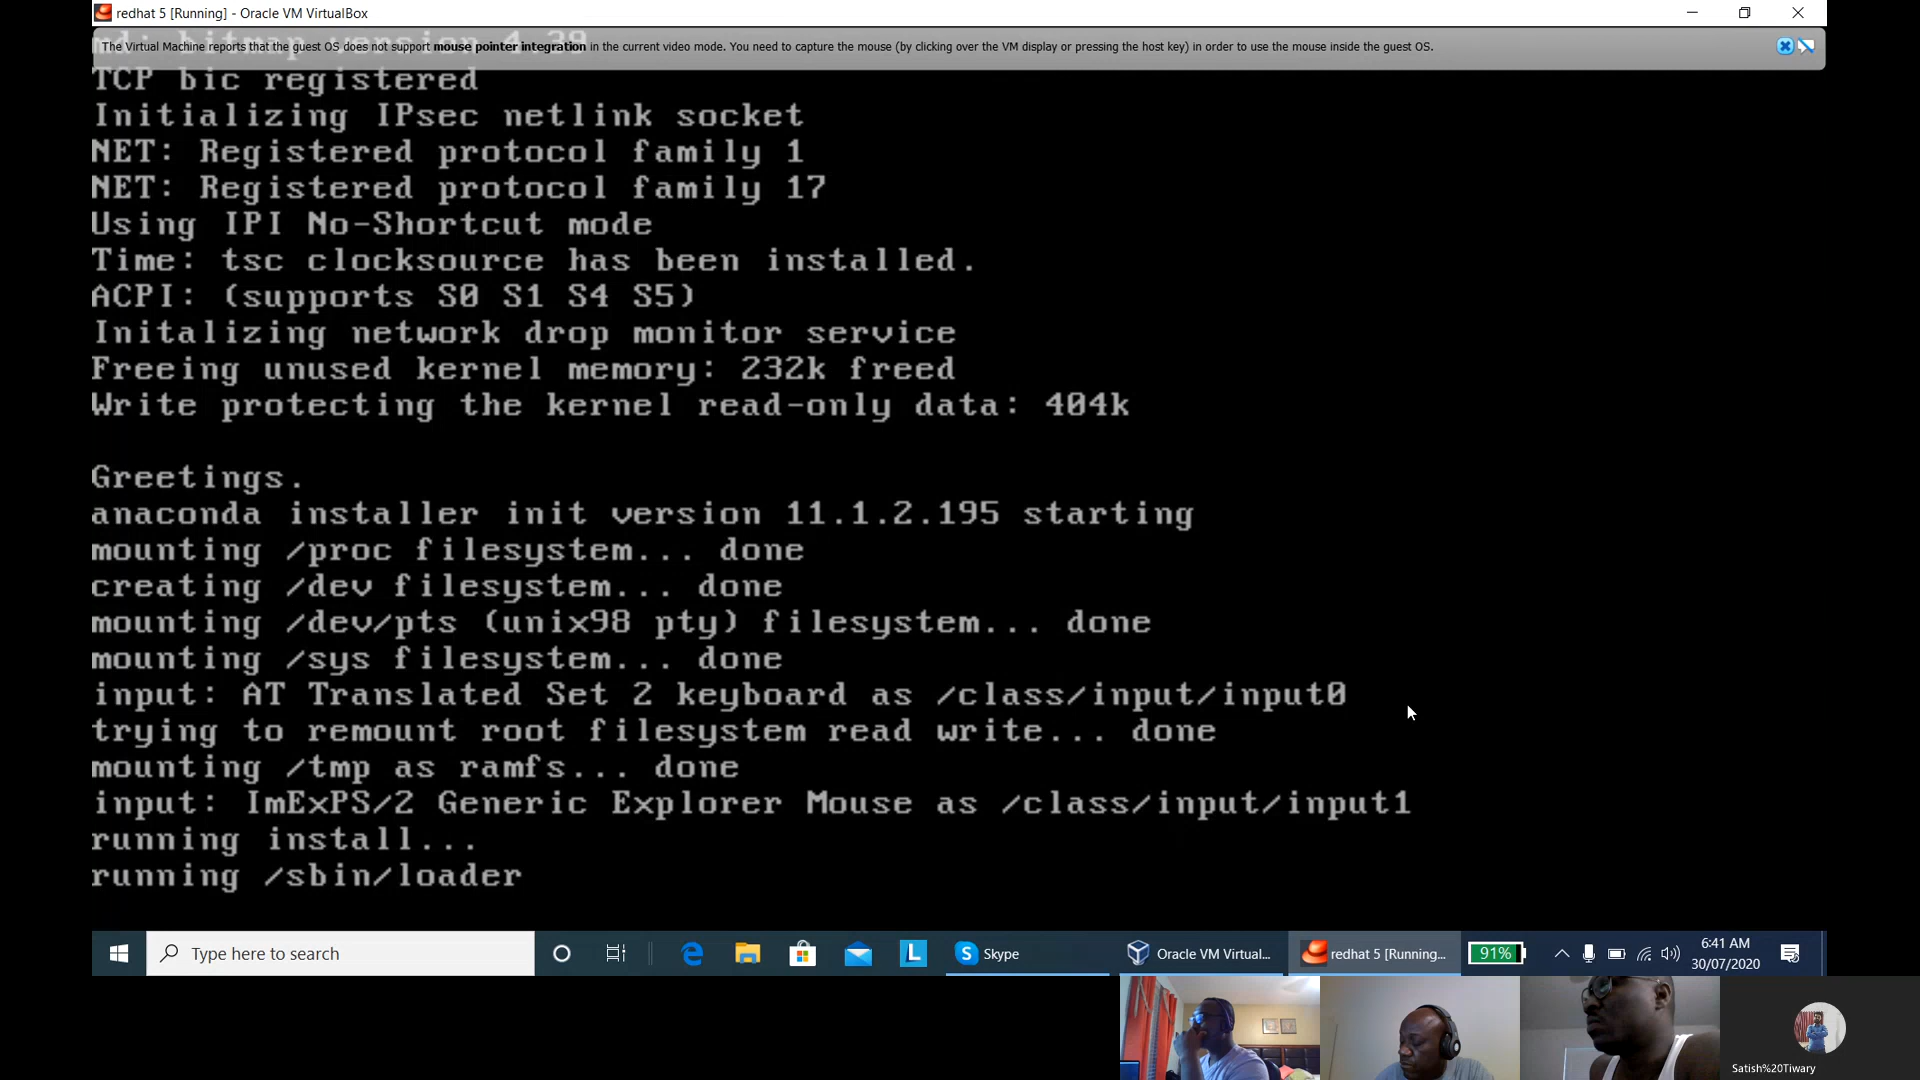 redhat 5 [Running] - Oracle VM VirtualBox
md: bitmap version 4.39
The Virtual Machine reports that the guest OS does not support mouse pointer integration in the current video mode. You need to capture the mouse (by clicking over the VM display or pressing the host key) in order to use the mouse inside the guest OS.
TCP bic registered
Initializing IPsec netlink socket
NET: Registered protocol family 1
NET: Registered protocol family 17
Using IPI No-Shortcut mode
Time: tsc clocksource has been installed.
ACPI: (supports S0 S1 S4 S5)
Initalizing network drop monitor service
Freeing unused kernel memory: 232k freed
Write protecting the kernel read-only data: 404k
Greetings.
anaconda installer init version 11.1.2.195 starting
mounting /proc filesystem... done
creating /dev filesystem... done
mounting /dev/pts (unix98 pty) filesystem... done
mounting /sys filesystem... done
input: AT Translated Set 2 keyboard as /class/input/input0
trying to remount root filesystem read write... done
mounting /tmp as ramfs... done
input: ImExPS/2 Generic Explorer Mouse as /class/input/input1
running install...
running /sbin/loader
Type here to search
L
S Skype
Oracle VM Virtual...
redhat 5 [Running...
91%
6:41 AM
30/07/2020
Satish%20Tiwary